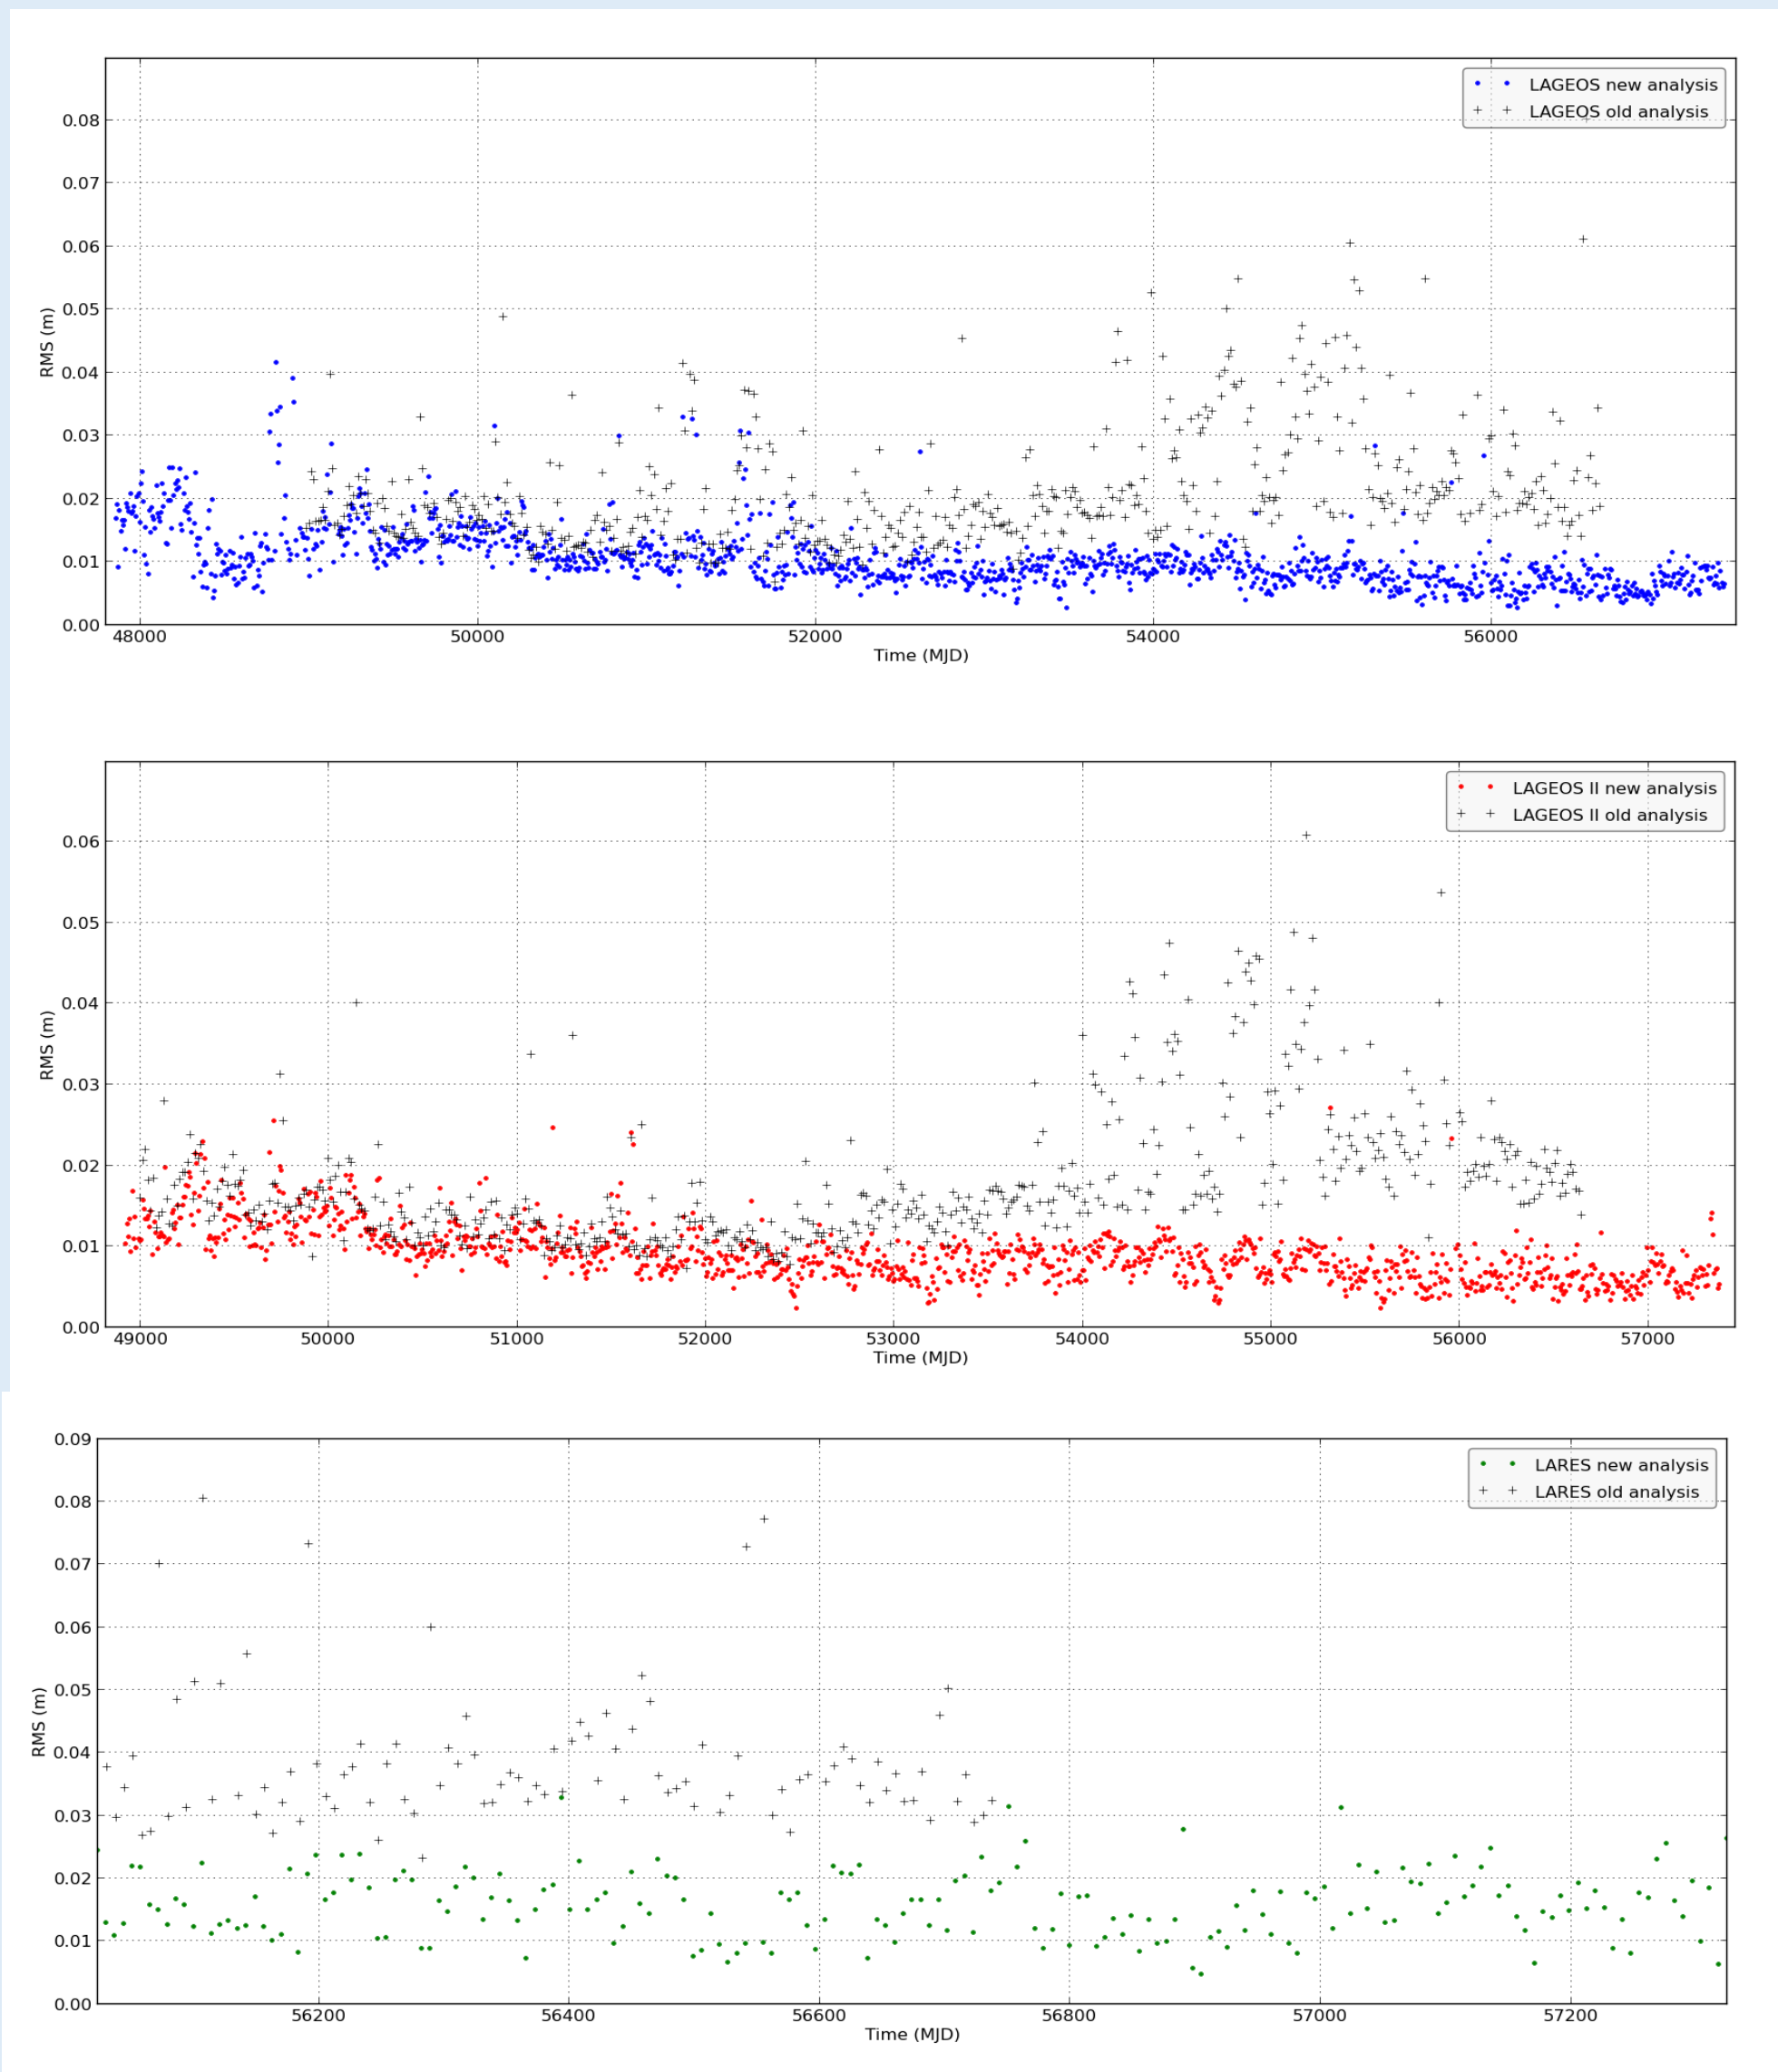 LAGEOS new analysis
LAGEOS old analysis
0.08
0.07
0.06
0.05
0.04
0.03
0.02
0.01
0.00
RMS (m)
48000 50000 52000 54000 56000
Time (MJD)
LAGEOS II new analysis
LAGEOS II old analysis
0.06
0.05
0.04
0.03
0.02
0.01
0.00
RMS (m)
49000 50000 51000 52000 53000 54000 55000 56000 57000
Time (MJD)
LARES new analysis
LARES old analysis
0.09
0.08
0.07
0.06
0.05
0.04
0.03
0.02
0.01
0.00
RMS (m)
56200 56400 56600 56800 57000 57200
Time (MJD)